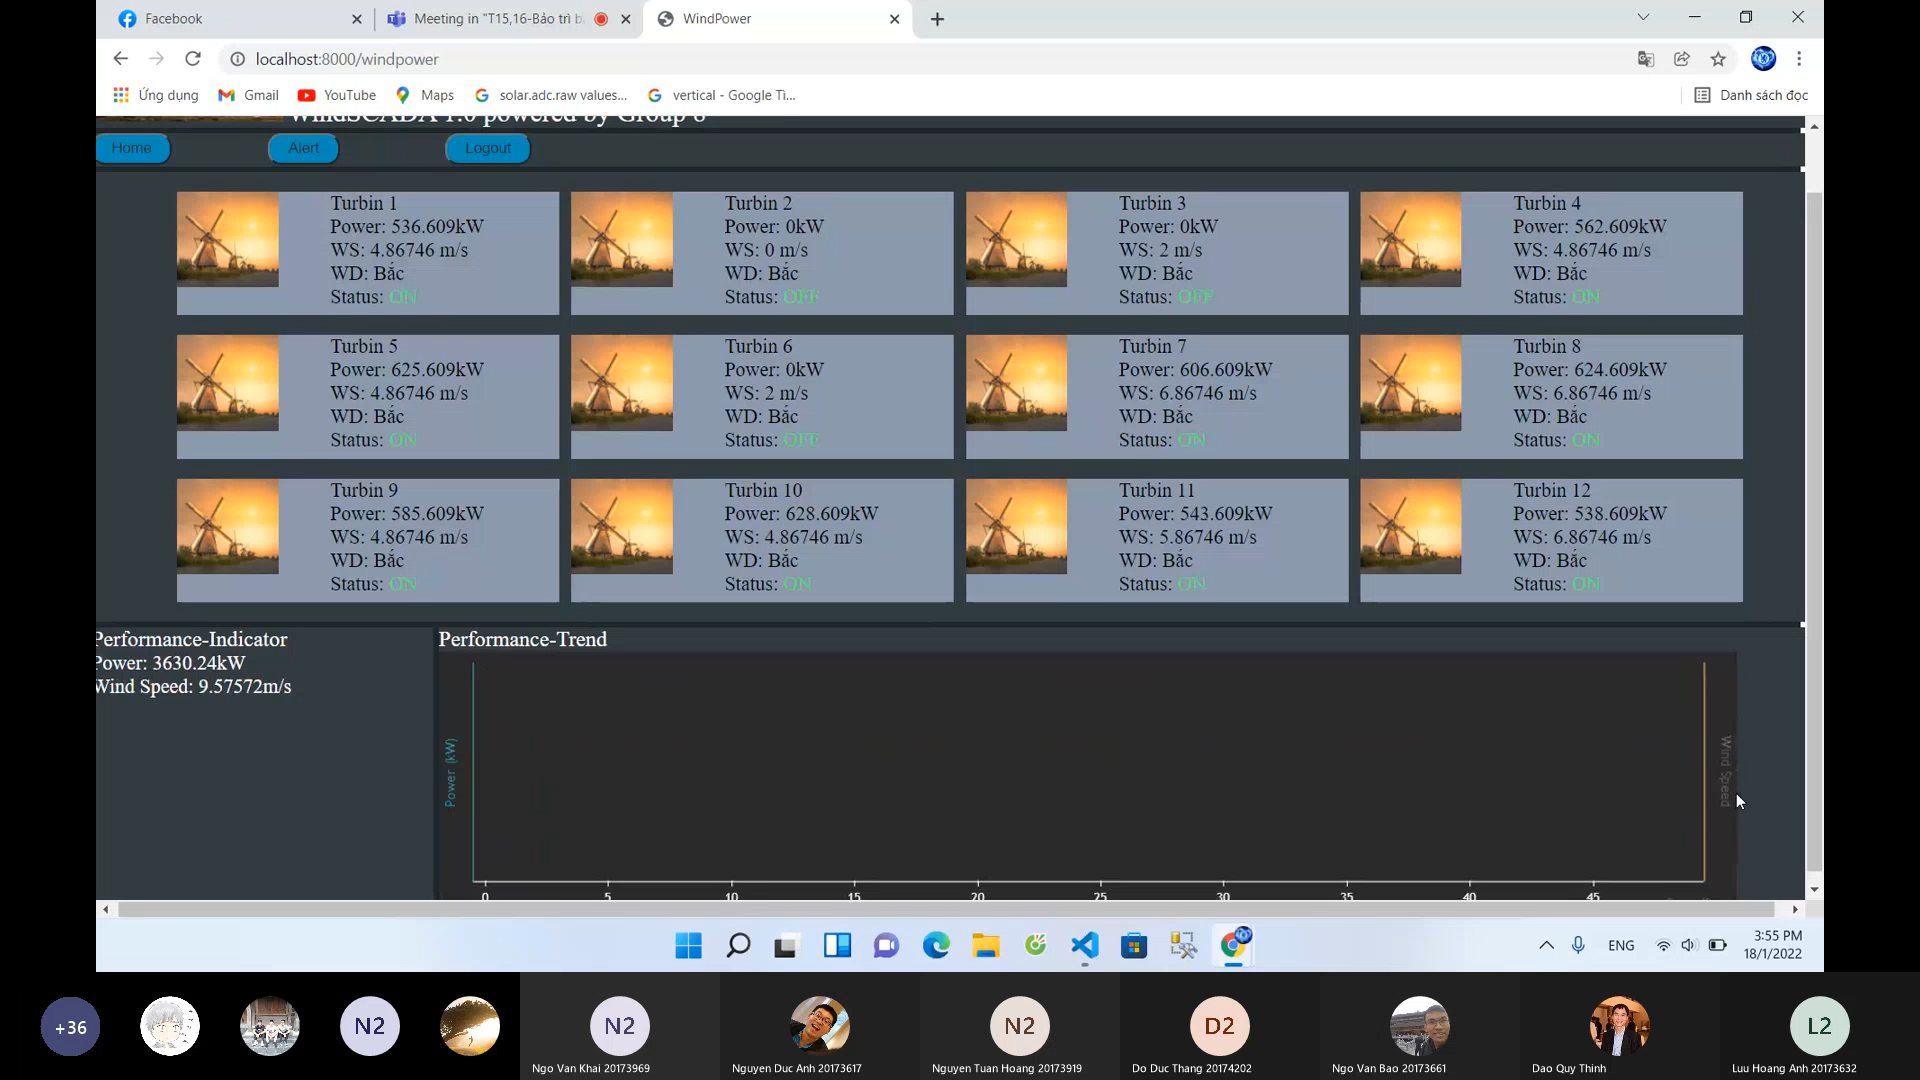 Facebook
Meeting in "T15,16-Bảo trì b
WindPower
localhost:8000/windpower
Ứng dụng
Gmail
YouTube
Maps
solar.adc.raw values...
vertical - Google Ti...
Danh sách đọc
WindSCADA 1.0 powered by Group 8
Home
Alert
Logout
Turbin 1
Power: 536.609kW
WS: 4.86746 m/s
WD: Bắc
Status: ON
Turbin 2
Power: 0kW
WS: 0 m/s
WD: Bắc
Status: OFF
Turbin 3
Power: 0kW
WS: 2 m/s
WD: Bắc
Status: OFF
Turbin 4
Power: 562.609kW
WS: 4.86746 m/s
WD: Bắc
Status: ON
Turbin 5
Power: 625.609kW
WS: 4.86746 m/s
WD: Bắc
Status: ON
Turbin 6
Power: 0kW
WS: 2 m/s
WD: Bắc
Status: OFF
Turbin 7
Power: 606.609kW
WS: 6.86746 m/s
WD: Bắc
Status: ON
Turbin 8
Power: 624.609kW
WS: 6.86746 m/s
WD: Bắc
Status: ON
Turbin 9
Power: 585.609kW
WS: 4.86746 m/s
WD: Bắc
Status: ON
Turbin 10
Power: 628.609kW
WS: 4.86746 m/s
WD: Bắc
Status: ON
Turbin 11
Power: 543.609kW
WS: 5.86746 m/s
WD: Bắc
Status: ON
Turbin 12
Power: 538.609kW
WS: 6.86746 m/s
WD: Bắc
Status: ON
Performance-Indicator
Power: 3630.24kW
Wind Speed: 9.57572m/s
Performance-Trend
Power (kW)
Wind Speed
0 5 10 15 20 25 30 35 40 45
ENG
3:55 PM
18/1/2022
+36
N2
N2
N2
D2
L2
Ngo Van Khai 20173969
Nguyen Duc Anh 20173617
Nguyen Tuan Hoang 20173919
Do Duc Thang 20174202
Ngo Van Bao 20173661
Dao Quy Thinh
Luu Hoang Anh 20173632